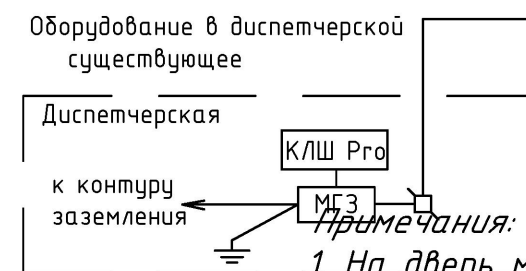 Оборудование в диспетчерской
существующее
Диспетчерская
КЛШ Pro
к контуру
заземления
МГЗ
Примечания:
1. На дверь